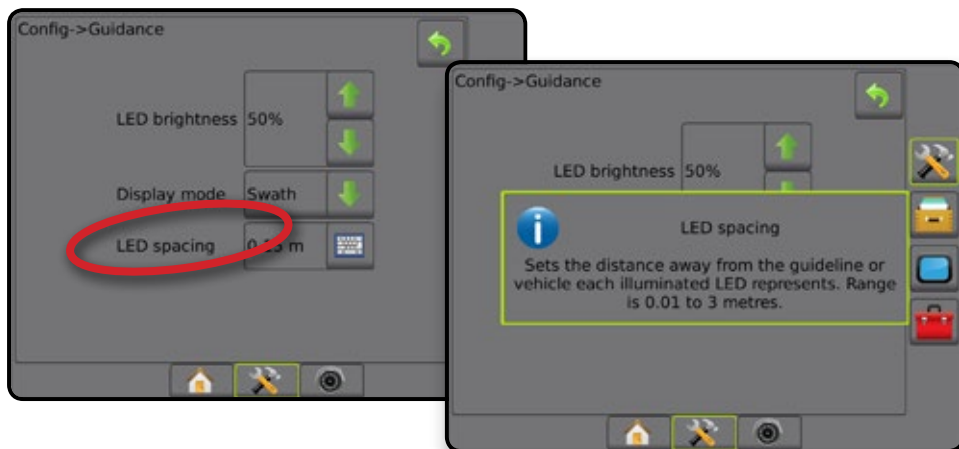 Config->Guidance
LED brightness 50%
Display mode Swath
LED spacing m
Config->Guidance
LED brightness 50%
LED spacing
Sets the distance away from the guideline or
vehicle each illuminated LED represents. Range
is 0.01 to 3 metres.